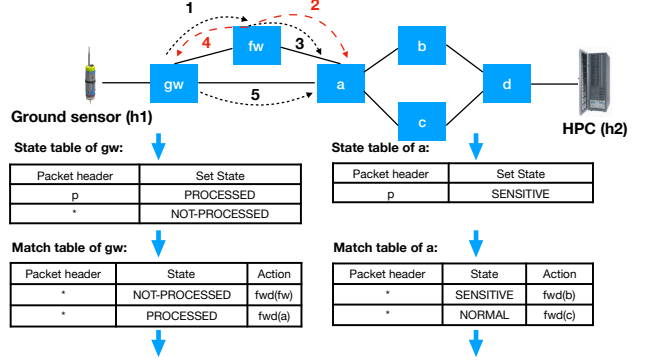 1
2
fw
4
3
b
gw
a
d
5
c
Ground sensor (h1)
HPC (h2)
State table of gw:
Packet header Set State
p PROCESSED
* NOT-PROCESSED
State table of a:
Packet header Set State
p SENSITIVE
Match table of gw:
Packet header State Action
* NOT-PROCESSED fwd(fw)
* PROCESSED fwd(a)
Match table of a:
Packet header State Action
* SENSITIVE fwd(b)
* NORMAL fwd(c)